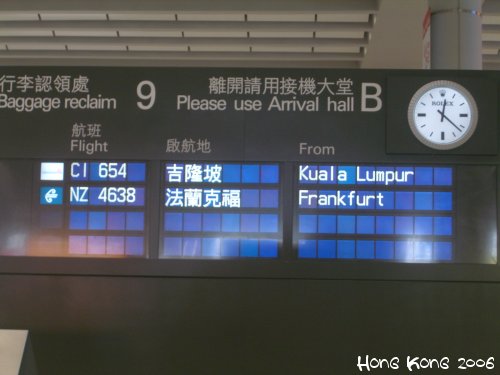 行李認領處 9 離開請用接機大堂 B
Baggage reclaim Please use Arrival hall
ROLEX
航班 啟航地
Flight From
CI 654 吉隆坡 Kuala Lumpur
NZ 4638 法蘭克福 Frankfurt
Hong Kong 2006